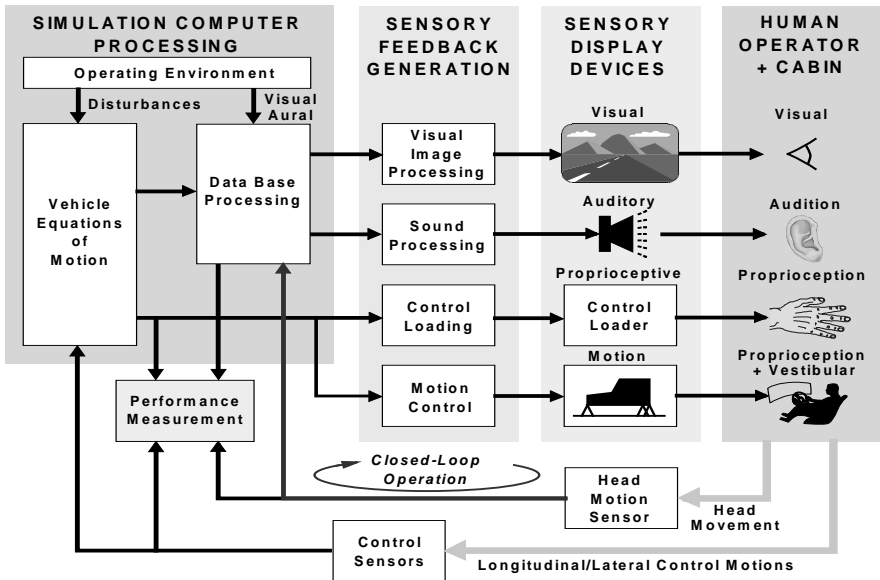 SIMULATION COMPUTER
PROCESSING
SENSORY
FEEDBACK
GENERATION
SENSORY
DISPLAY
DEVICES
HUMAN
OPERATOR
+ CABIN
Operating Environment
Disturbances
Visual
Aural
Vehicle
Equations
of
Motion
Data Base
Processing
Visual
Image
Processing
Visual
Visual
Sound
Processing
Auditory
Audition
Proprioceptive
Proprioception
Control
Loading
Control
Loader
Motion
Control
Motion
Proprioception
+ Vestibular
Performance
Measurement
Closed-Loop
Operation
Head
Motion
Sensor
Head
Movement
Control
Sensors
Longitudinal/Lateral Control Motions